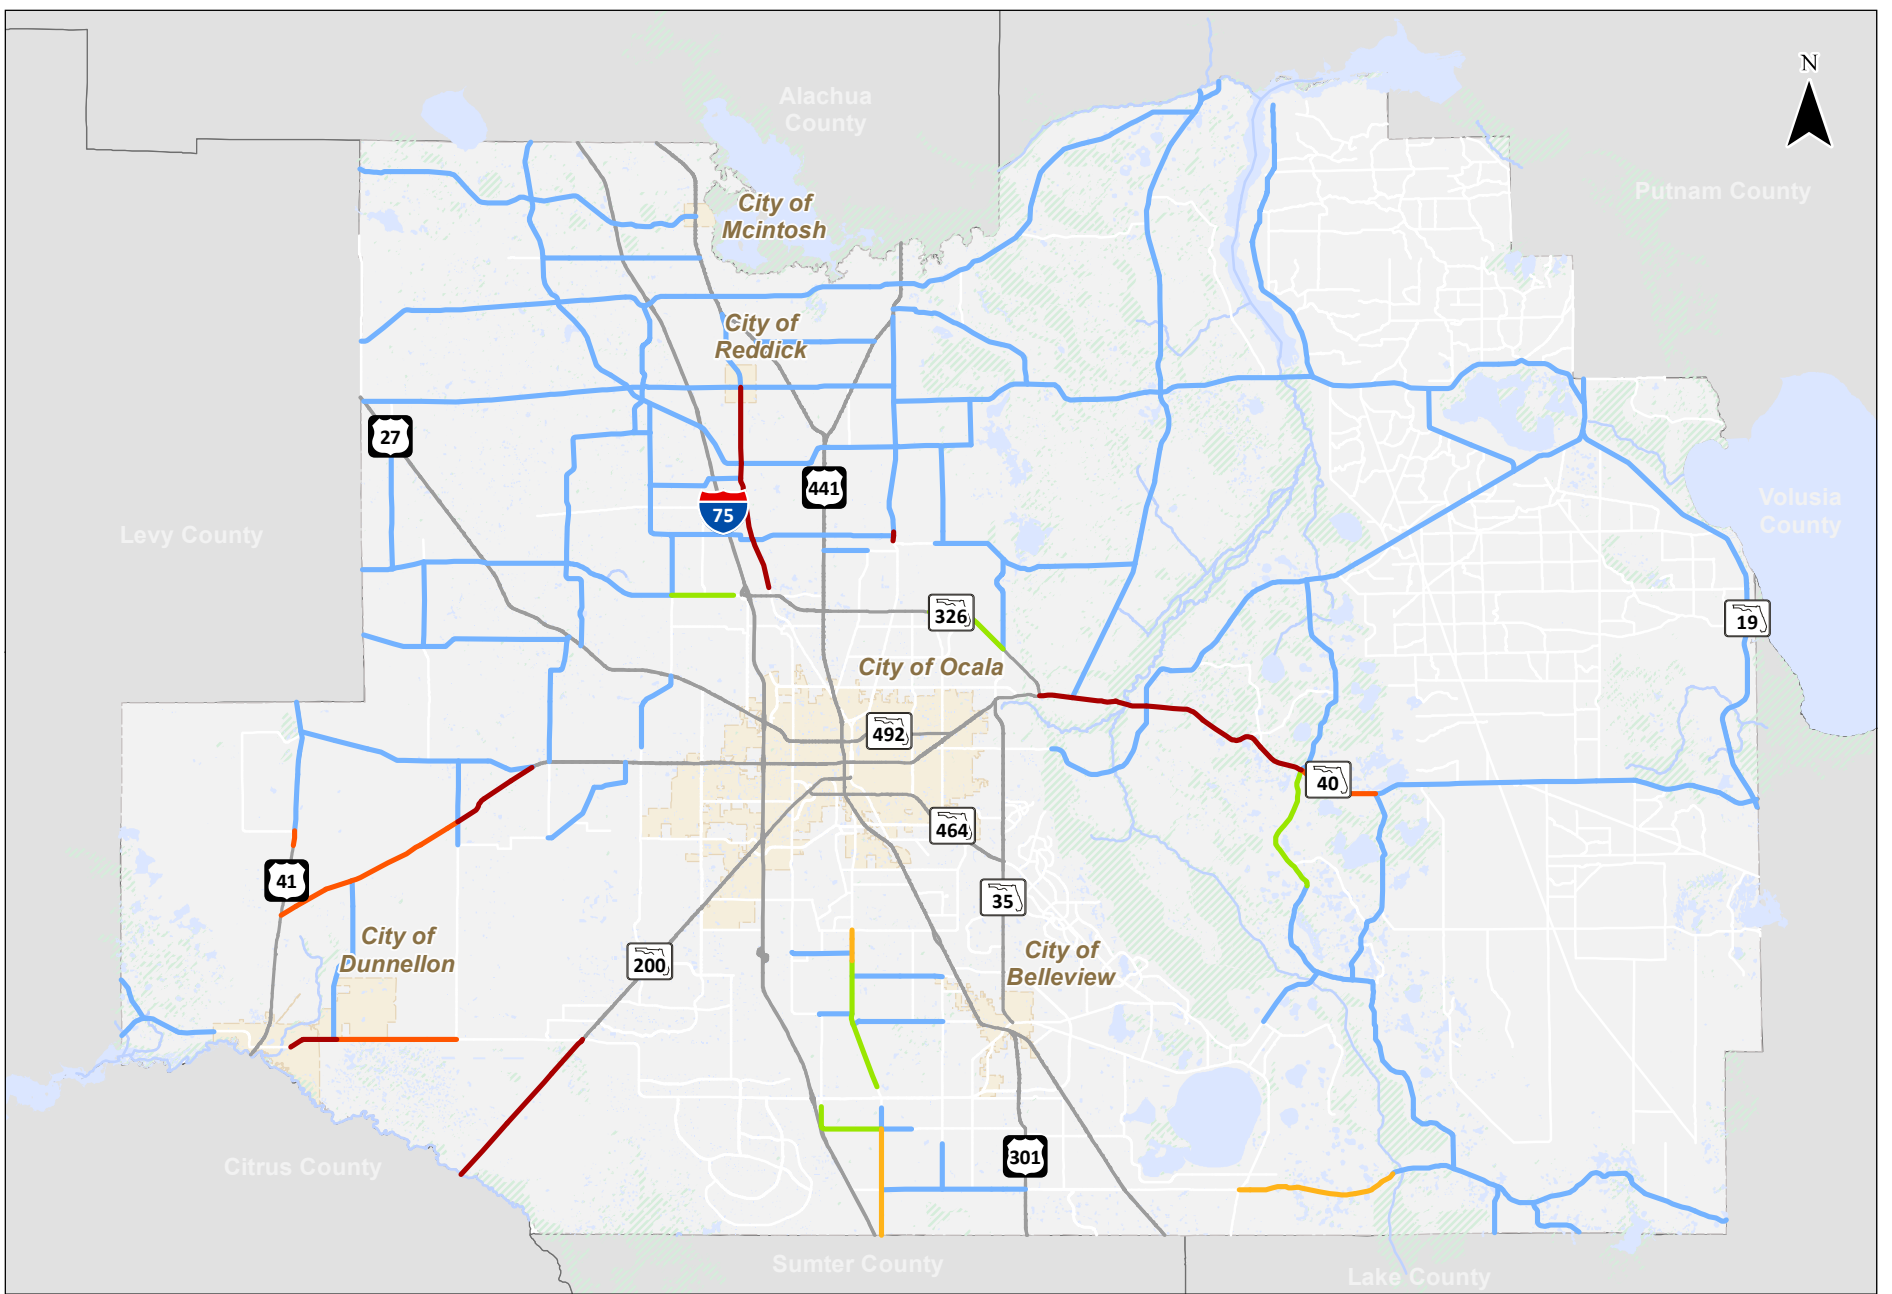 N
Alachua
County
Putnam County
City of
Mcintosh
City of
Reddick
27
441
75
Levy County
Volusia
County
326
19
City of Ocala
492
40
464
41
35
City of
Dunnellon
200
City of
Belleview
301
Citrus County
Sumter County
Lake County